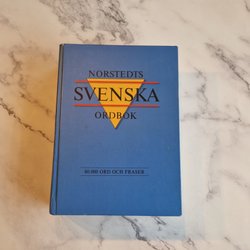 NORSTEDTS
SVENSKA
ORDBOK
80.000 ORD OCH FRASER